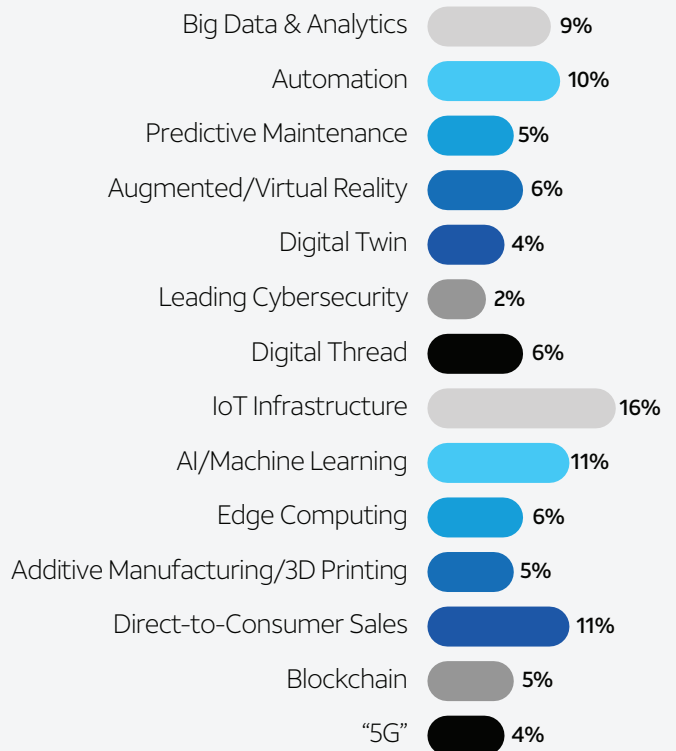 Big Data & Analytics 9%
Automation 10%
Predictive Maintenance 5%
Augmented/Virtual Reality 6%
Digital Twin 4%
Leading Cybersecurity 2%
Digital Thread 6%
IoT Infrastructure 16%
AI/Machine Learning 11%
Edge Computing 6%
Additive Manufacturing/3D Printing 5%
Direct-to-Consumer Sales 11%
Blockchain 5%
“5G” 4%